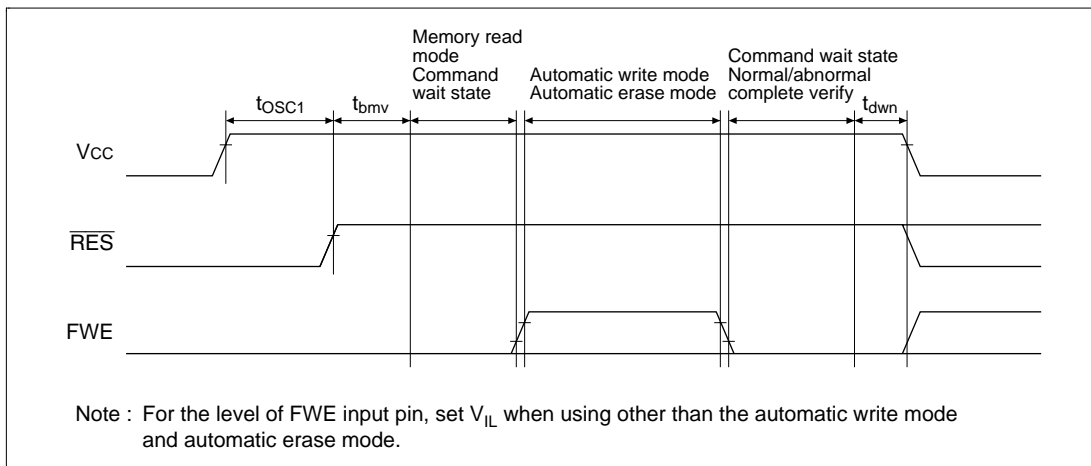 Memory read
mode
Command
wait state
Automatic write mode
Automatic erase mode
Command wait state
Normal/abnormal
complete verify
tOSC1
tbmv
tdwn
VCC
RES
FWE
Note : For the level of FWE input pin, set VIL when using other than the automatic write mode
and automatic erase mode.